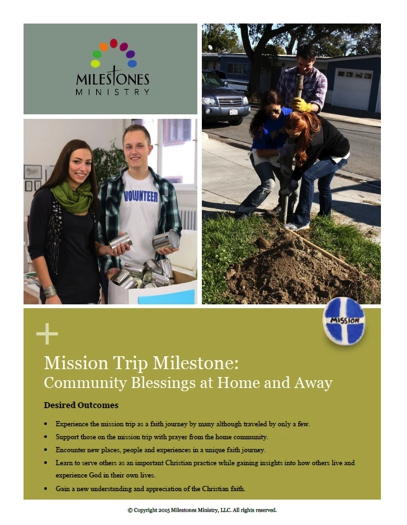 MILESTONES
MINISTRY
VOLUNTEER
MISSION
+
Mission Trip Milestone:
Community Blessings at Home and Away
Desired Outcomes
• Experience the mission trip as a faith journey by many although traveled by only a few.
• Support those on the mission trip with prayer from the home community.
• Encounter new places, people and experiences in a unique faith journey.
• Learn to serve others as an important Christian practice while gaining insights into how others live and
experience God in their own lives.
• Gain a new understanding and appreciation of the Christian faith.
© Copyright 2015 Milestones Ministry, LLC. All rights reserved.